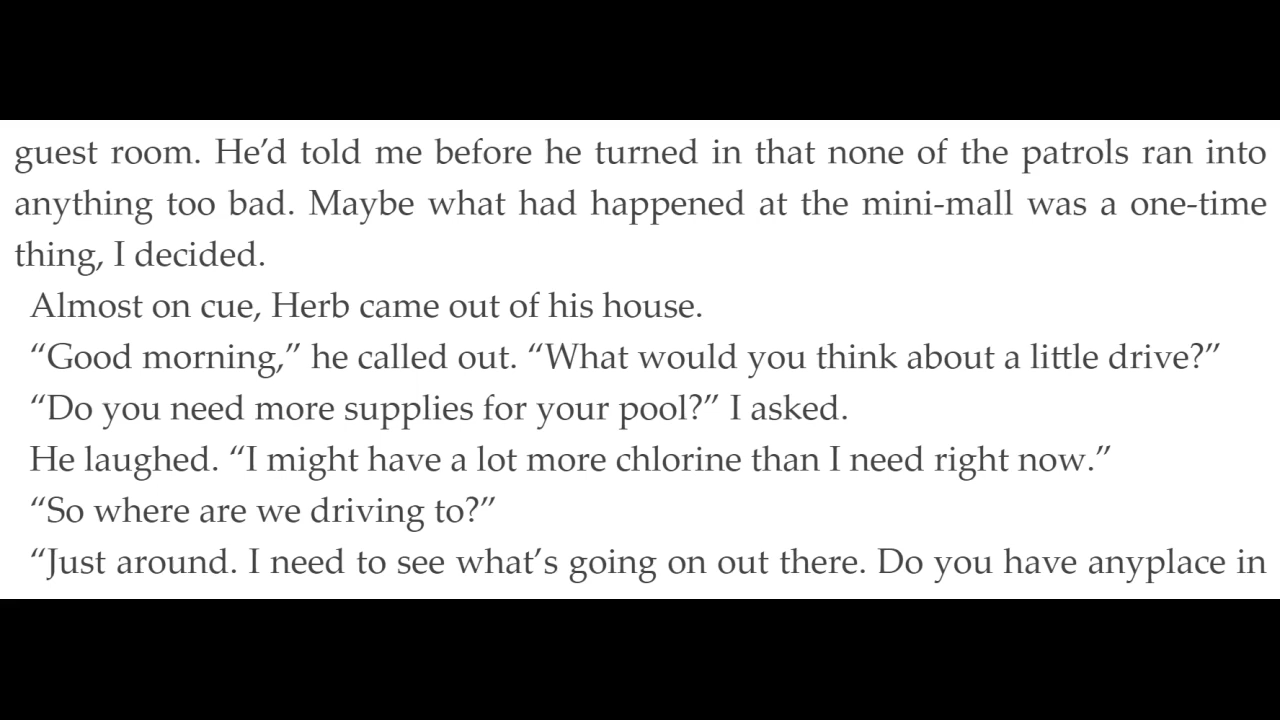 guest room. He’d told me before he turned in that none of the patrols ran into
anything too bad. Maybe what had happened at the mini-mall was a one-time
thing, I decided.
Almost on cue, Herb came out of his house.
“Good morning,” he called out. “What would you think about a little drive?”
“Do you need more supplies for your pool?” I asked.
He laughed. “I might have a lot more chlorine than I need right now.”
“So where are we driving to?”
“Just around. I need to see what’s going on out there. Do you have anyplace in